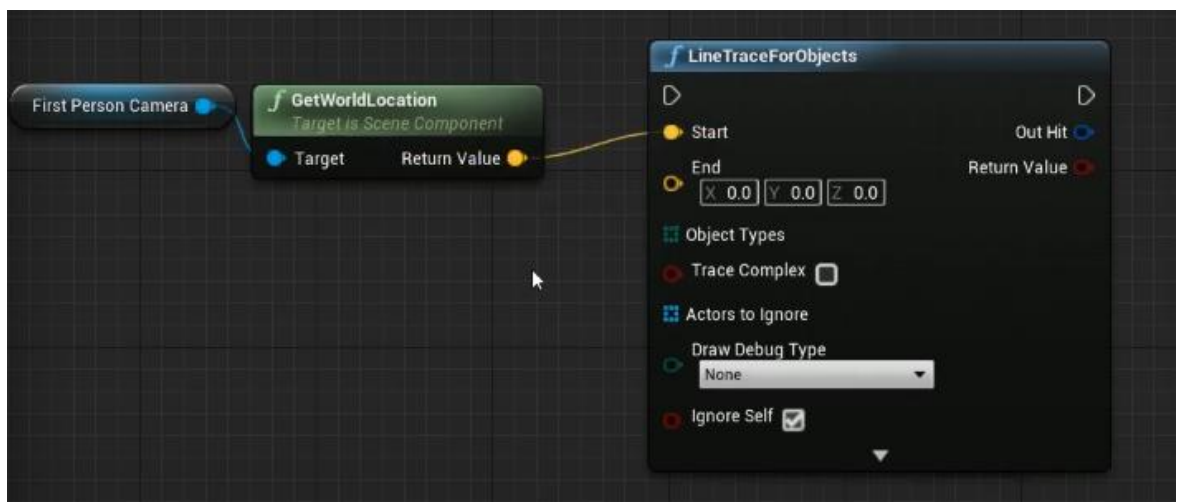 First Person Camera
GetWorldLocation
Target is Scene Component
Target Return Value
LineTraceForObjects
Start Out Hit
End Return Value
X 0.0 Y 0.0 Z 0.0
Object Types
Trace Complex
Actors to Ignore
Draw Debug Type
None
Ignore Self